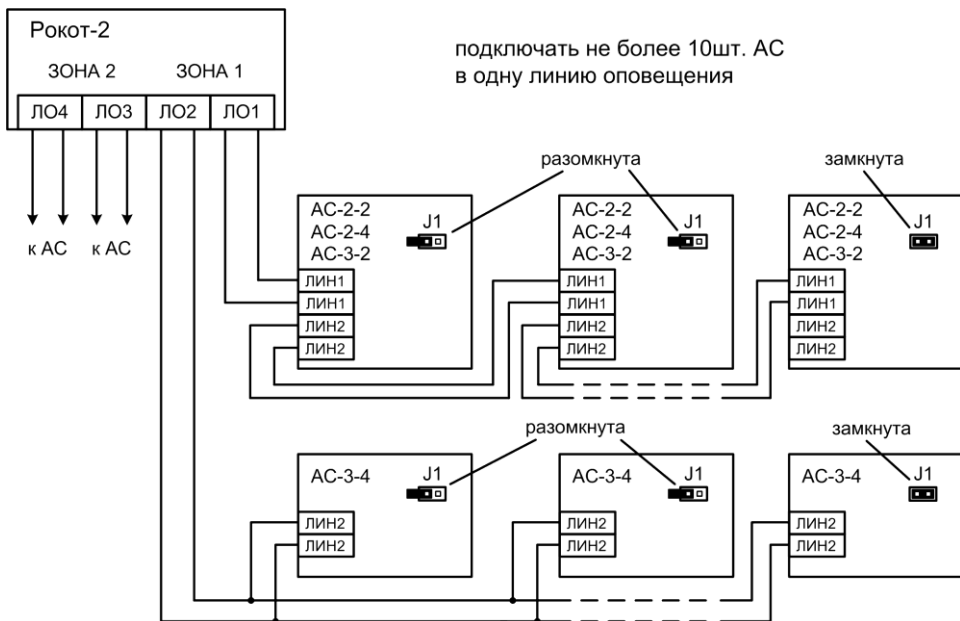 Рокот-2
ЗОНА 2 ЗОНА 1
ЛО4 ЛО3 ЛО2 ЛО1
к АС к АС
подключать не более 10шт. АС
в одну линию оповещения
разомкнута
замкнута
АС-2-2
АС-2-4
АС-3-2
J1
ЛИН1
ЛИН1
ЛИН2
ЛИН2
АС-2-2
АС-2-4
АС-3-2
J1
ЛИН1
ЛИН1
ЛИН2
ЛИН2
АС-2-2
АС-2-4
АС-3-2
J1
ЛИН1
ЛИН1
ЛИН2
ЛИН2
разомкнута
замкнута
АС-3-4
J1
ЛИН2
ЛИН2
АС-3-4
J1
ЛИН2
ЛИН2
АС-3-4
J1
ЛИН2
ЛИН2